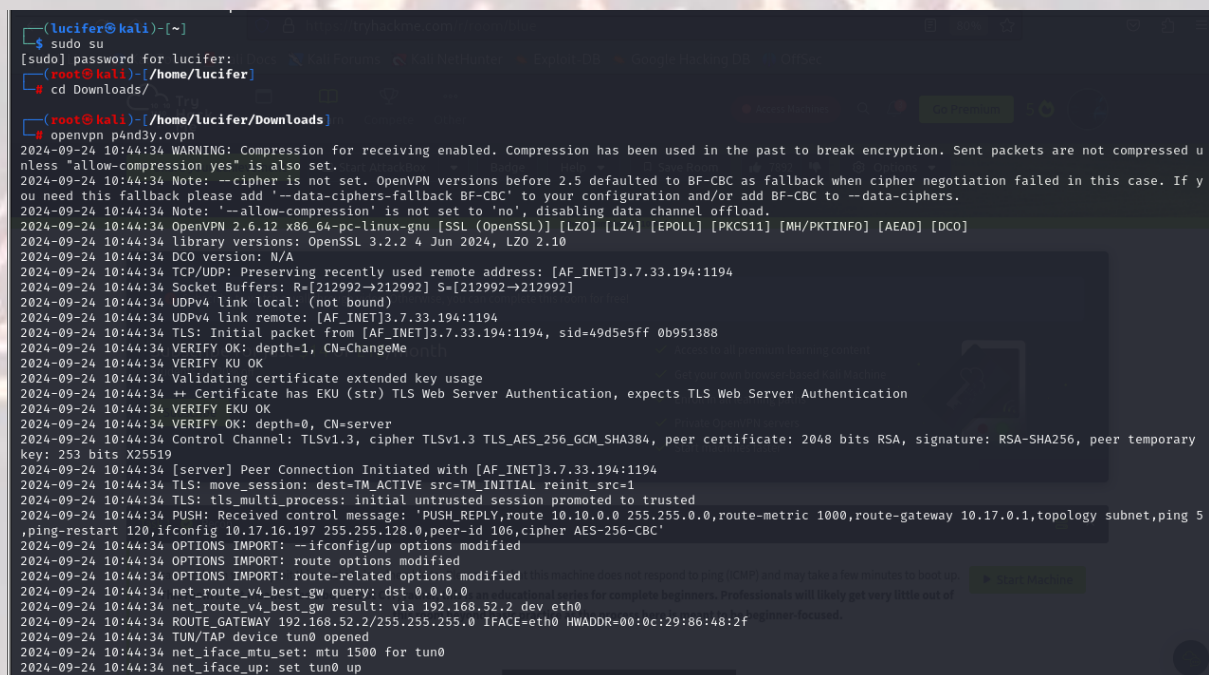 (lucifer㉿kali)-[~]
$ sudo su
[sudo] password for lucifer:
(root㉿kali)-[/home/lucifer]
# cd Downloads/
(root㉿kali)-[/home/lucifer/Downloads]
# openvpn p4nd3y.ovpn
2024-09-24 10:44:34 WARNING: Compression for receiving enabled. Compression has been used in the past to break encryption. Sent packets are not compressed u
nless "allow-compression yes" is also set.
2024-09-24 10:44:34 Note: --cipher is not set. OpenVPN versions before 2.5 defaulted to BF-CBC as fallback when cipher negotiation failed in this case. If y
ou need this fallback please add '--data-ciphers-fallback BF-CBC' to your configuration and/or add BF-CBC to --data-ciphers.
2024-09-24 10:44:34 Note: '--allow-compression' is not set to 'no', disabling data channel offload.
2024-09-24 10:44:34 OpenVPN 2.6.12 x86_64-pc-linux-gnu [SSL (OpenSSL)] [LZO] [LZ4] [EPOLL] [PKCS11] [MH/PKTINFO] [AEAD] [DCO]
2024-09-24 10:44:34 library versions: OpenSSL 3.2.2 4 Jun 2024, LZO 2.10
2024-09-24 10:44:34 DCO version: N/A
2024-09-24 10:44:34 TCP/UDP: Preserving recently used remote address: [AF_INET]3.7.33.194:1194
2024-09-24 10:44:34 Socket Buffers: R=[212992→212992] S=[212992→212992]
2024-09-24 10:44:34 UDPv4 link local: (not bound)
2024-09-24 10:44:34 UDPv4 link remote: [AF_INET]3.7.33.194:1194
2024-09-24 10:44:34 TLS: Initial packet from [AF_INET]3.7.33.194:1194, sid=49d5e5ff 0b951388
2024-09-24 10:44:34 VERIFY OK: depth=1, CN=ChangeMe
2024-09-24 10:44:34 VERIFY KU OK
2024-09-24 10:44:34 Validating certificate extended key usage
2024-09-24 10:44:34 ++ Certificate has EKU (str) TLS Web Server Authentication, expects TLS Web Server Authentication
2024-09-24 10:44:34 VERIFY EKU OK
2024-09-24 10:44:34 VERIFY OK: depth=0, CN=server
2024-09-24 10:44:34 Control Channel: TLSv1.3, cipher TLSv1.3 TLS_AES_256_GCM_SHA384, peer certificate: 2048 bits RSA, signature: RSA-SHA256, peer temporary
key: 253 bits X25519
2024-09-24 10:44:34 [server] Peer Connection Initiated with [AF_INET]3.7.33.194:1194
2024-09-24 10:44:34 TLS: move_session: dest=TM_ACTIVE src=TM_INITIAL reinit_src=1
2024-09-24 10:44:34 TLS: tls_multi_process: initial untrusted session promoted to trusted
2024-09-24 10:44:34 PUSH: Received control message: 'PUSH_REPLY,route 10.10.0.0 255.255.0.0,route-metric 1000,route-gateway 10.17.0.1,topology subnet,ping 5
,ping-restart 120,ifconfig 10.17.16.197 255.255.128.0,peer-id 106,cipher AES-256-CBC'
2024-09-24 10:44:34 OPTIONS IMPORT: --ifconfig/up options modified
2024-09-24 10:44:34 OPTIONS IMPORT: route options modified
2024-09-24 10:44:34 OPTIONS IMPORT: route-related options modified
2024-09-24 10:44:34 net_route_v4_best_gw query: dst 0.0.0.0
2024-09-24 10:44:34 net_route_v4_best_gw result: via 192.168.52.2 dev eth0
2024-09-24 10:44:34 ROUTE_GATEWAY 192.168.52.2/255.255.255.0 IFACE=eth0 HWADDR=00:0c:29:86:48:2f
2024-09-24 10:44:34 TUN/TAP device tun0 opened
2024-09-24 10:44:34 net_iface_mtu_set: mtu 1500 for tun0
2024-09-24 10:44:34 net_iface_up: set tun0 up